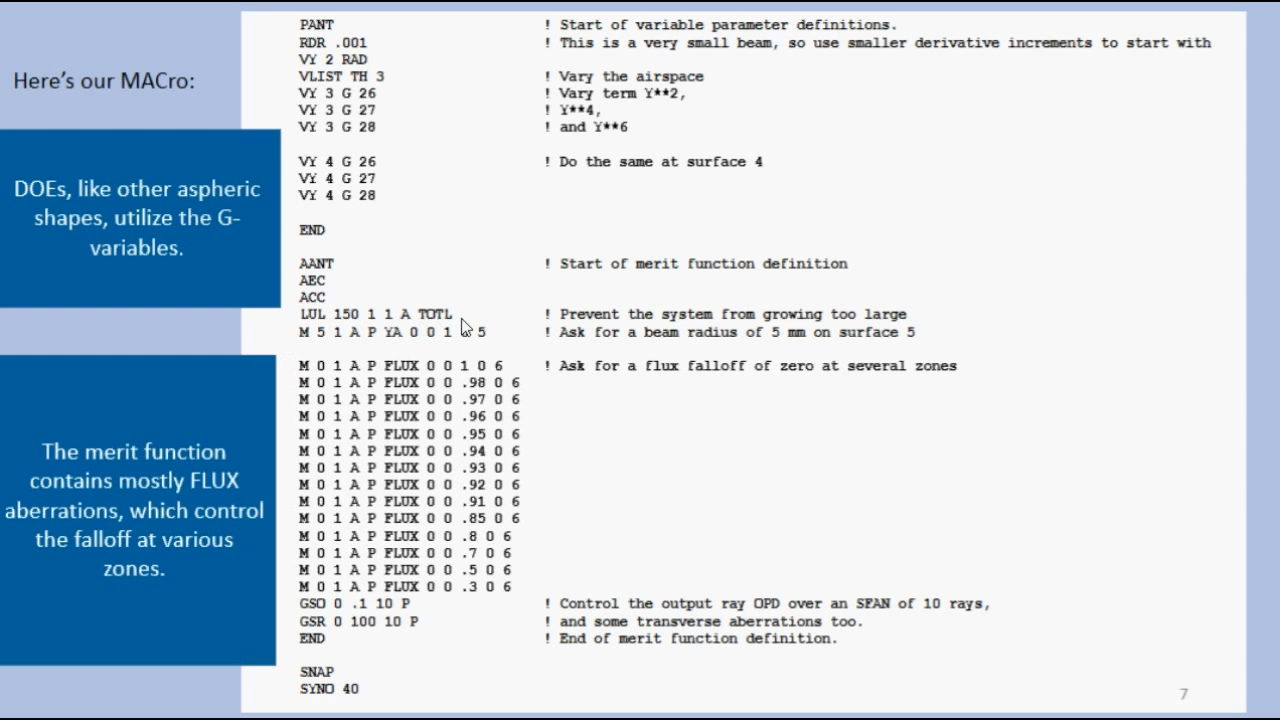 Here's our MACro:
DOEs, like other aspheric
shapes, utilize the G-
variables.
The merit function
contains mostly FLUX
aberrations, which control
the falloff at various
zones.
PANT ! Start of variable parameter definitions.
RDR .001 ! This is a very small beam, so use smaller derivative increments to start with
VY 2 RAD
VLIST TH 3 ! Vary the airspace
VY 3 G 26 ! Vary term Y**2,
VY 3 G 27 ! Y**4,
VY 3 G 28 ! and Y**6
VY 4 G 26 ! Do the same at surface 4
VY 4 G 27
VY 4 G 28
END
AANT ! Start of merit function definition
AEC
ACC
LUL 150 1 1 A TOTL ! Prevent the system from growing too large
M 5 1 A P YA 0 0 1 5 ! Ask for a beam radius of 5 mm on surface 5
M 0 1 A P FLUX 0 0 1 0 6 ! Ask for a flux falloff of zero at several zones
M 0 1 A P FLUX 0 0 .98 0 6
M 0 1 A P FLUX 0 0 .97 0 6
M 0 1 A P FLUX 0 0 .96 0 6
M 0 1 A P FLUX 0 0 .95 0 6
M 0 1 A P FLUX 0 0 .94 0 6
M 0 1 A P FLUX 0 0 .93 0 6
M 0 1 A P FLUX 0 0 .92 0 6
M 0 1 A P FLUX 0 0 .91 0 6
M 0 1 A P FLUX 0 0 .85 0 6
M 0 1 A P FLUX 0 0 .8 0 6
M 0 1 A P FLUX 0 0 .7 0 6
M 0 1 A P FLUX 0 0 .5 0 6
M 0 1 A P FLUX 0 0 .3 0 6
GSO 0 .1 10 P ! Control the output ray OPD over an SFAN of 10 rays,
GSR 0 100 10 P ! and some transverse aberrations too.
END ! End of merit function definition.
SNAP
SYNO 40
7